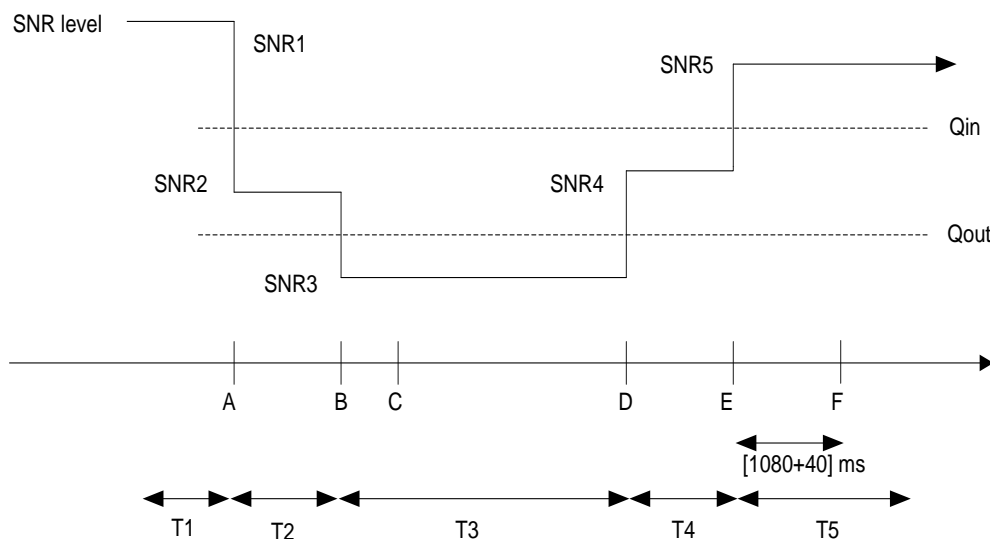 SNR level
SNR1
SNR5
Qin
SNR2
SNR4
Qout
SNR3
A B C D E F
[1080+40] ms
T1 T2 T3 T4 T5